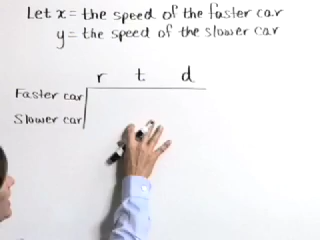 Let x = the speed of the faster car
y = the speed of the slower car
r t d
Faster car
Slower car